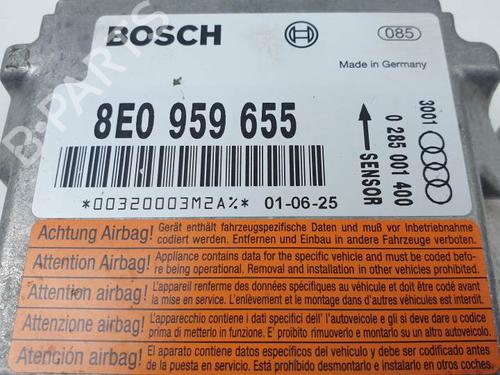 BOSCH
085
Made in Germany
8E0 959 655
*00320003M2A%*
01-06-25
→ SENSOR
0 285 001 400
3001
Achtung Airbag! Gerät enthält fahrzeugspezifische Daten und muß vor Inbetriebnahme
codiert werden. Entfernen und Einbau in andere Fahrzeuge verboten.
Attention Airbag! Appliance contains data for the specific vehicle and must be coded befo-
re being operational. Removal and installation in other vehicles prohibited.
Attention airbag! L'appareil renferme des données spécifiques au véhicule et doit être codé avant
la mise en service. L'enlèvement et le montage dans d'autres véhicules est interdit.
Attenzione airbag! L'apparecchio contiene i dati specifici dell' autoveicolo e gli si deve dare u codice
prima di metterlo in funzione. E' proibito rimuoverlo e montarlo su un altro autoveicolo.
Atención airbag! El aparato contiene datos específicos del vehículo y debe ser codificado antes
de la puesta en servicio. Está prohibido desmontarlo e instalarlo en otros coches.
B-PARTS